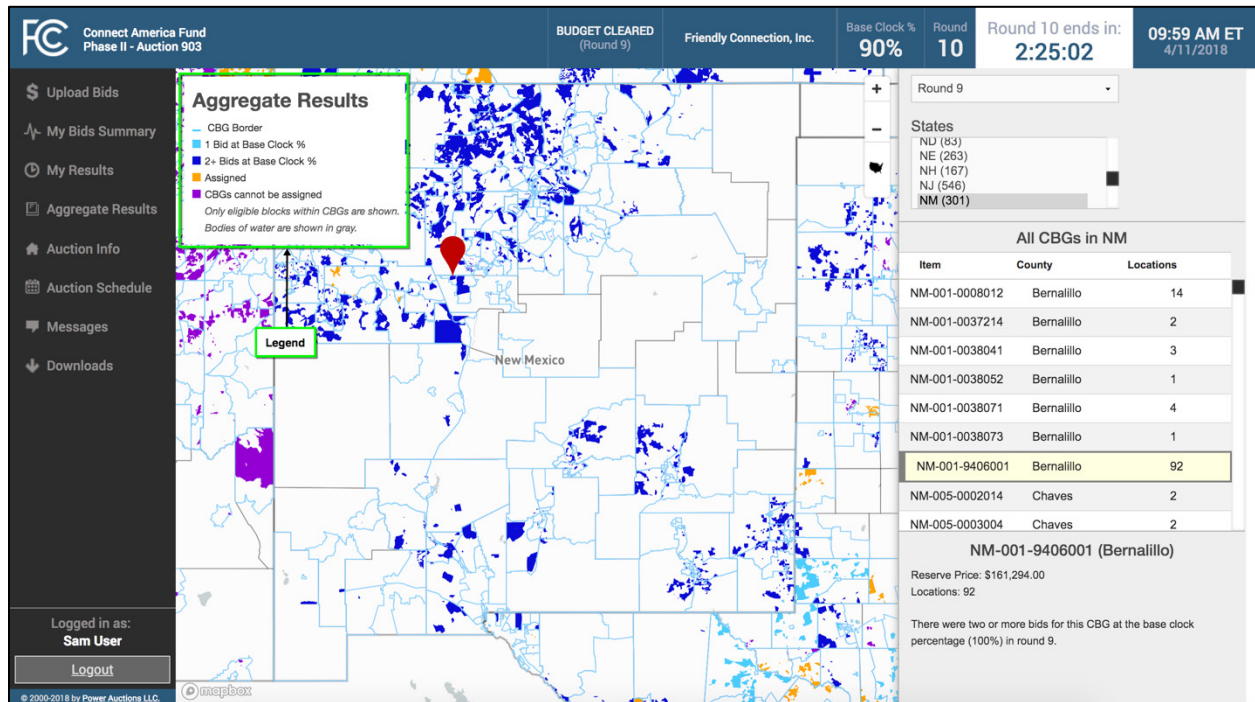 FCC
Connect America Fund
Phase II - Auction 903
BUDGET CLEARED
(Round 9)
Friendly Connection, Inc.
Base Clock %
90%
Round
10
Round 10 ends in:
2:25:02
09:59 AM ET
4/11/2018
Upload Bids
My Bids Summary
My Results
Aggregate Results
Auction Info
Auction Schedule
Messages
Downloads
Logged in as:
Sam User
Logout
© 2000-2018 by Power Auctions LLC.
Aggregate Results
CBG Border
1 Bid at Base Clock %
2+ Bids at Base Clock %
Assigned
CBGs cannot be assigned
Only eligible blocks within CBGs are shown.
Bodies of water are shown in gray.
Legend
New Mexico
+
−
mapbox
Round 9
States
ND (83)
NE (263)
NH (167)
NJ (546)
NM (301)
All CBGs in NM
Item County Locations
NM-001-0008012 Bernalillo 14
NM-001-0037214 Bernalillo 2
NM-001-0038041 Bernalillo 3
NM-001-0038052 Bernalillo 1
NM-001-0038071 Bernalillo 4
NM-001-0038073 Bernalillo 1
NM-001-9406001 Bernalillo 92
NM-005-0002014 Chaves 2
NM-005-0003004 Chaves 2
NM-001-9406001 (Bernalillo)
Reserve Price: $161,294.00
Locations: 92
There were two or more bids for this CBG at the base clock
percentage (100%) in round 9.